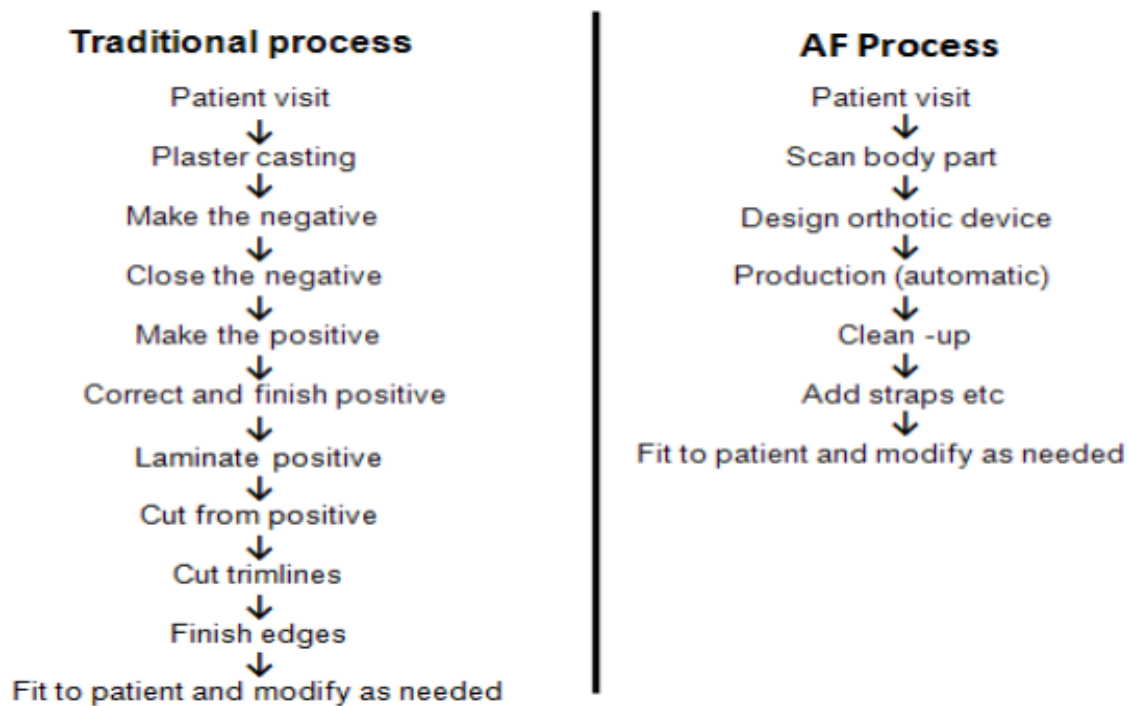 Traditional process
Patient visit
↓
Plaster casting
↓
Make the negative
↓
Close the negative
↓
Make the positive
↓
Correct and finish positive
↓
Laminate positive
↓
Cut from positive
↓
Cut trimlines
↓
Finish edges
↓
Fit to patient and modify as needed
AF Process
Patient visit
↓
Scan body part
↓
Design orthotic device
↓
Production (automatic)
↓
Clean -up
↓
Add straps etc
↓
Fit to patient and modify as needed